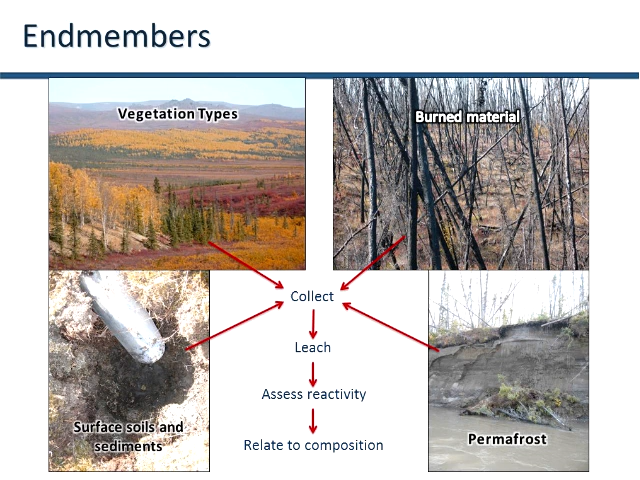 Endmembers
Vegetation Types
Burned material
Collect
Leach
Assess reactivity
Relate to composition
Surface soils and
sediments
Permafrost